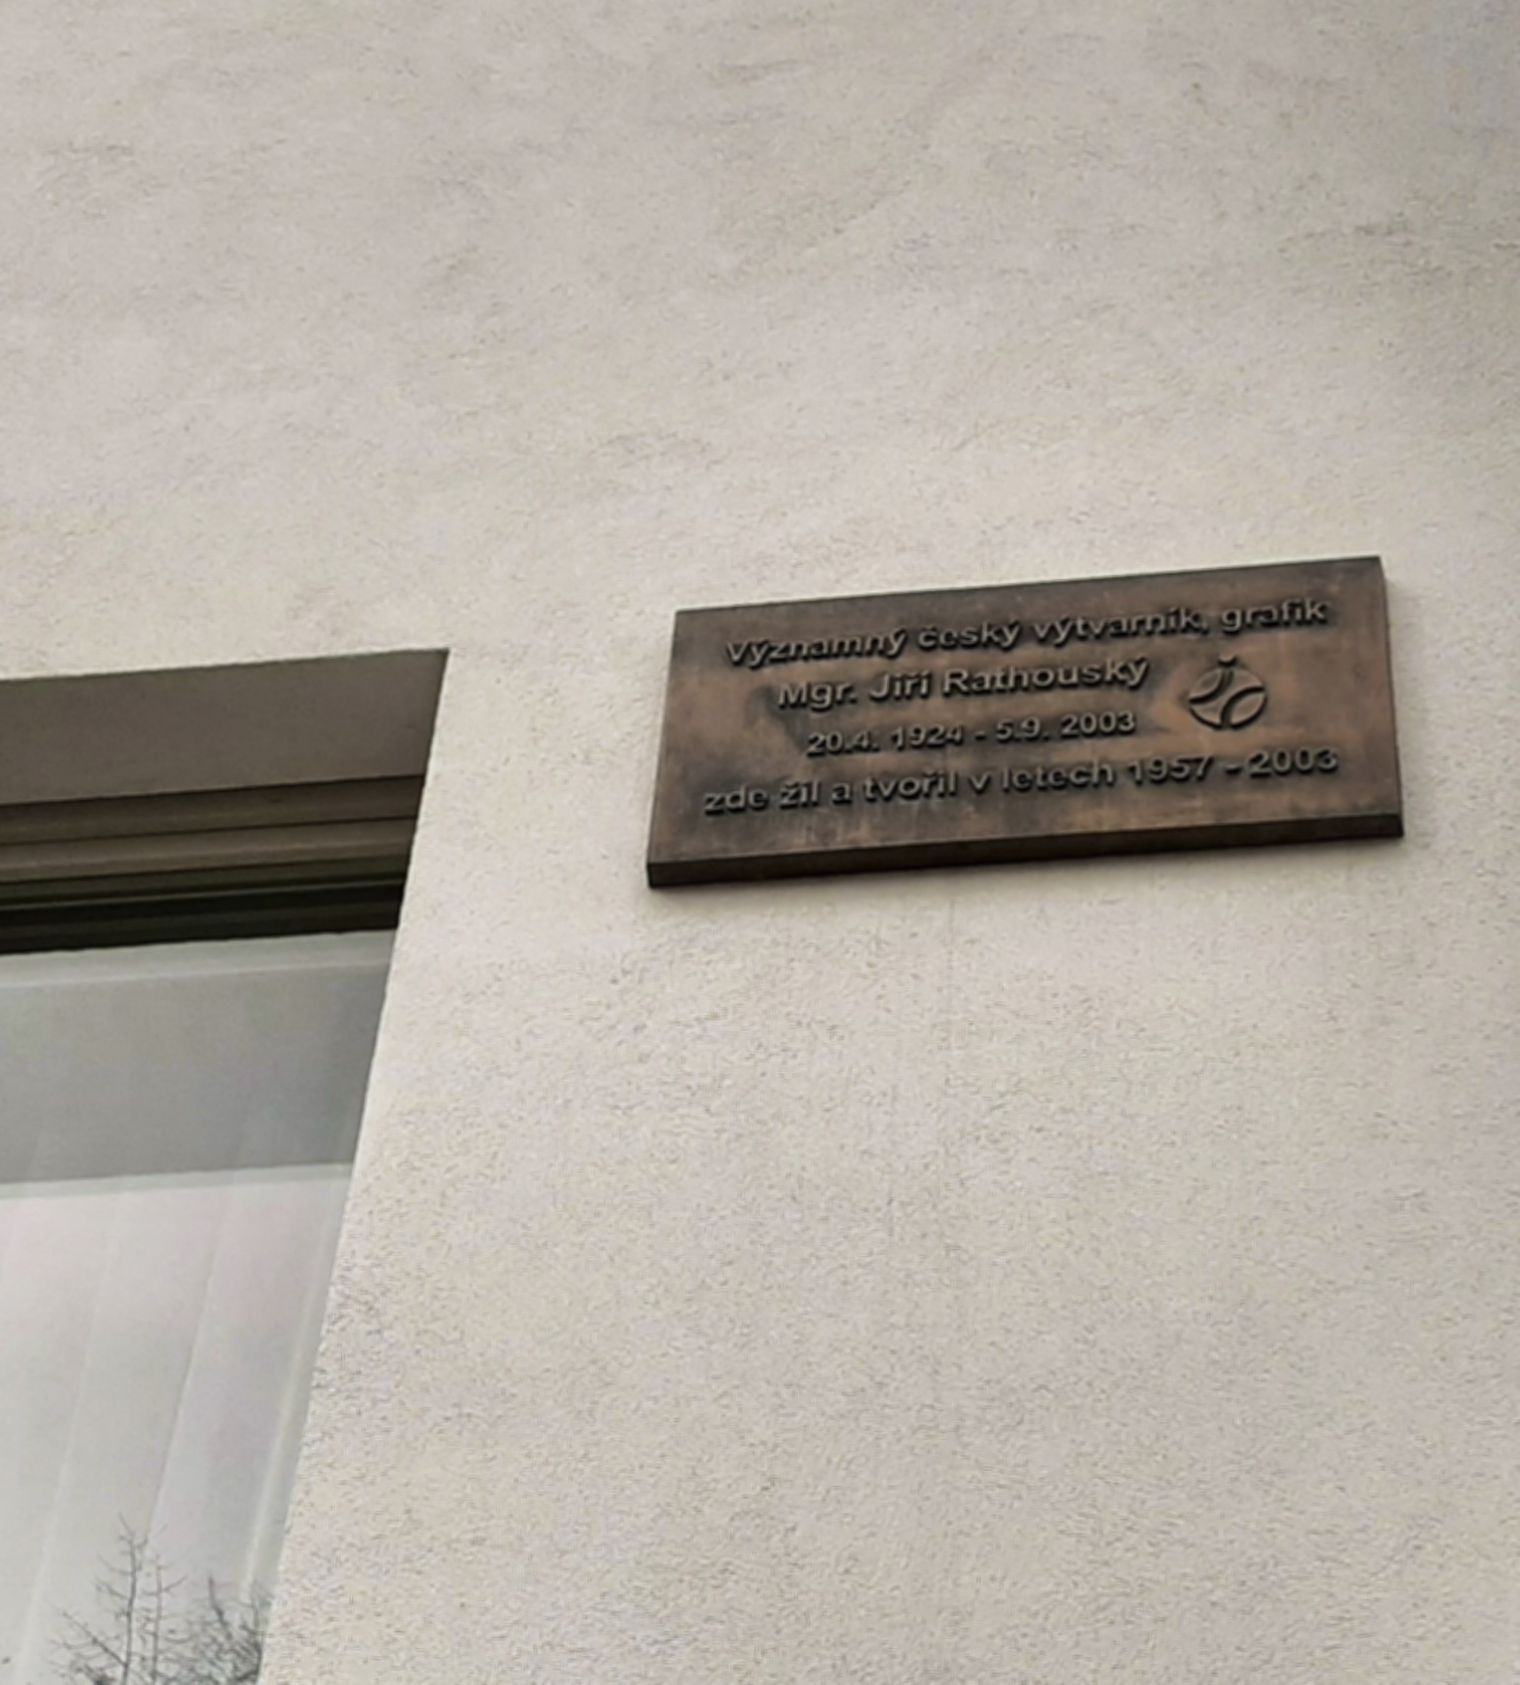 Významný český výtvarník, grafik
Mgr. Jiří Rathouský
20.4. 1924 - 5.9. 2003
zde žil a tvořil v letech 1957 - 2003